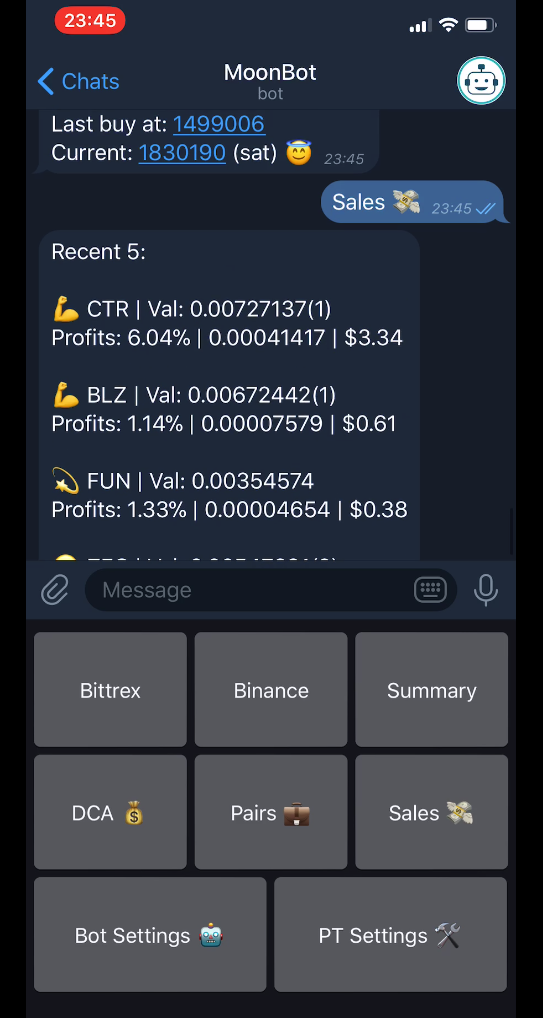 23:45
Chats
MoonBot
bot
Last buy at: 1499006
Current: 1830190 (sat) 😇 23:45
Sales 💸 23:45
Recent 5:
💪 CTR | Val: 0.00727137(1)
Profits: 6.04% | 0.00041417 | $3.34
💪 BLZ | Val: 0.00672442(1)
Profits: 1.14% | 0.00007579 | $0.61
💫 FUN | Val: 0.00354574
Profits: 1.33% | 0.00004654 | $0.38
Message
Bittrex
Binance
Summary
DCA 💰
Pairs 💼
Sales 💸
Bot Settings 🤖
PT Settings 🛠